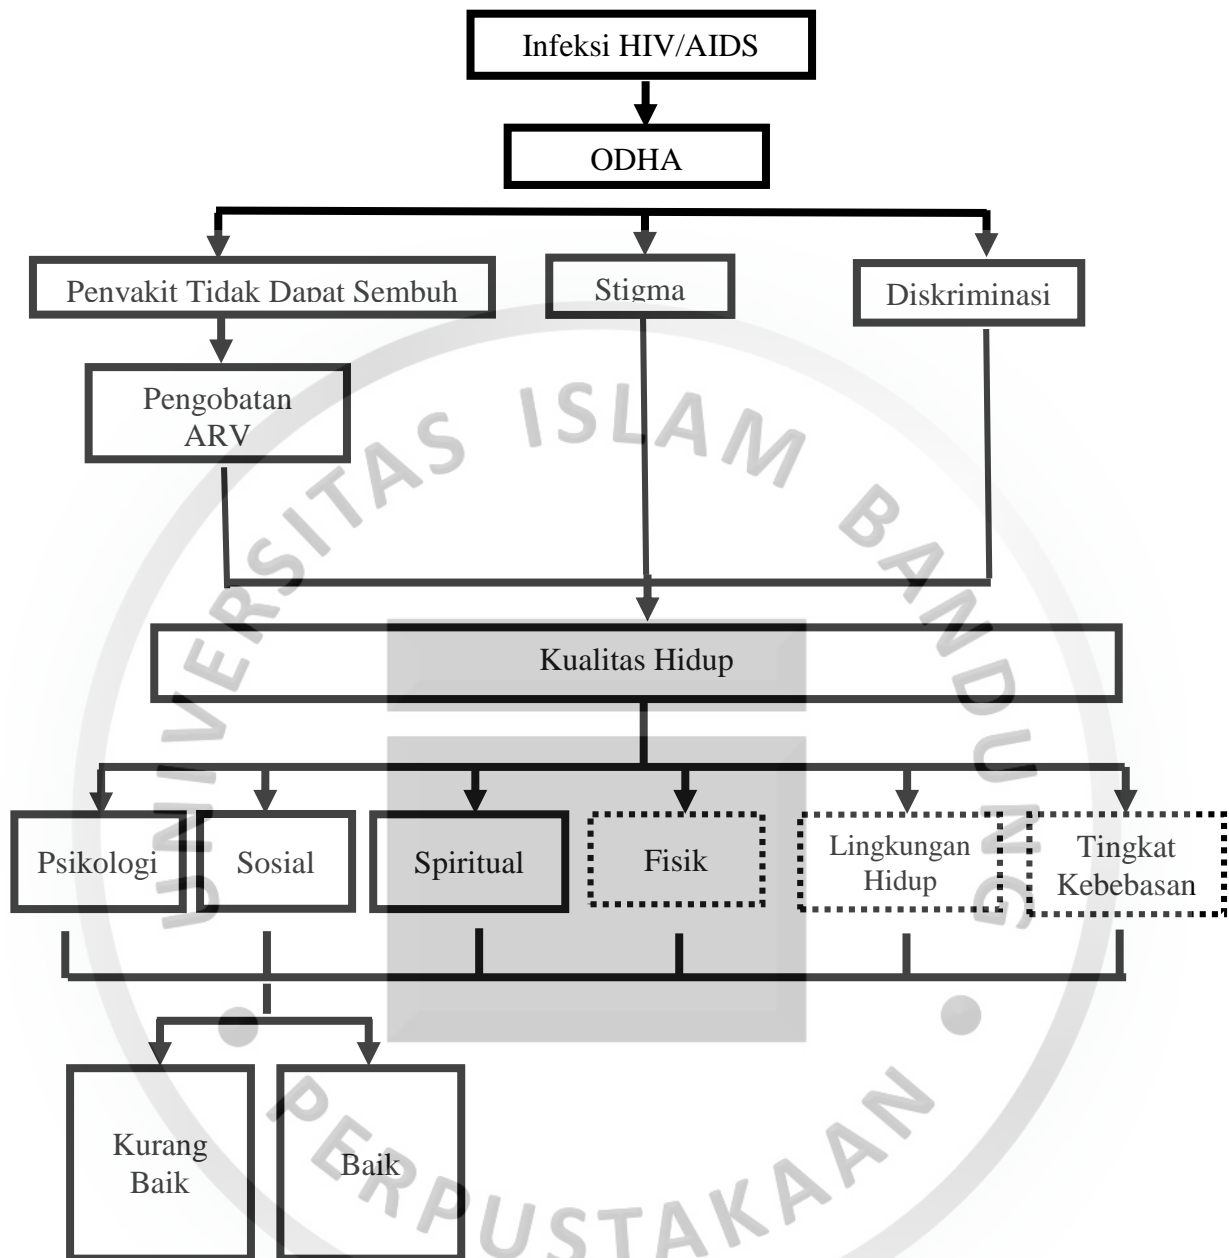 Infeksi HIV/AIDS
ODHA
Penyakit Tidak Dapat Sembuh
Stigma
Diskriminasi
Pengobatan
ARV
Kualitas Hidup
Psikologi
Sosial
Spiritual
Fisik
Lingkungan
Hidup
Tingkat
Kebebasan
Kurang
Baik
Baik
UNIVERSITAS ISLAM BANDUNG
PERPUSTAKAAN